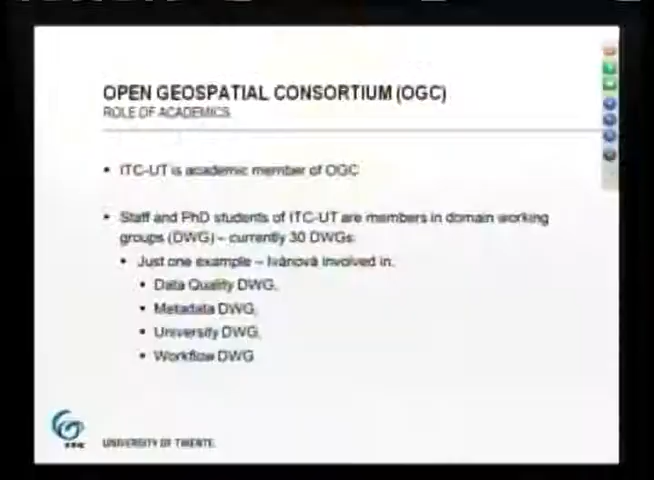 OPEN GEOSPATIAL CONSORTIUM (OGC)
ROLE OF ACADEMICS
• ITC-UT is academic member of OGC
• Staff and PhD students of ITC-UT are members in domain working
groups (DWG) – currently 30 DWGs
• Just one example – Ivánová involved in:
• Data Quality DWG,
• Metadata DWG,
• University DWG,
• Workflow DWG
UNIVERSITY OF TWENTE.